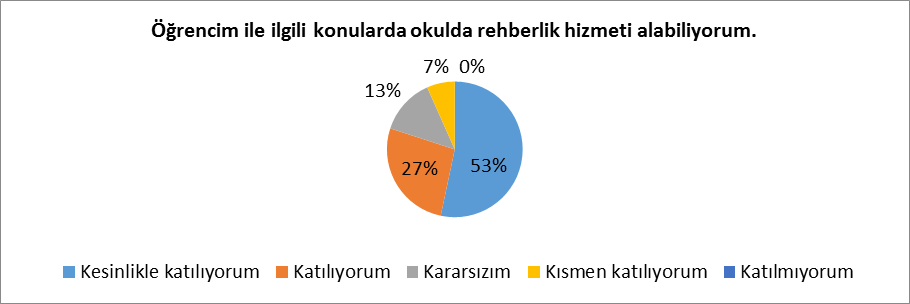 Öğrencim ile ilgili konularda okulda rehberlik hizmeti alabiliyorum.
7% 0%
13%
27% 53%
Kesinlikle katılıyorum Katılıyorum Kararsızım Kısmen katılıyorum Katılmıyorum